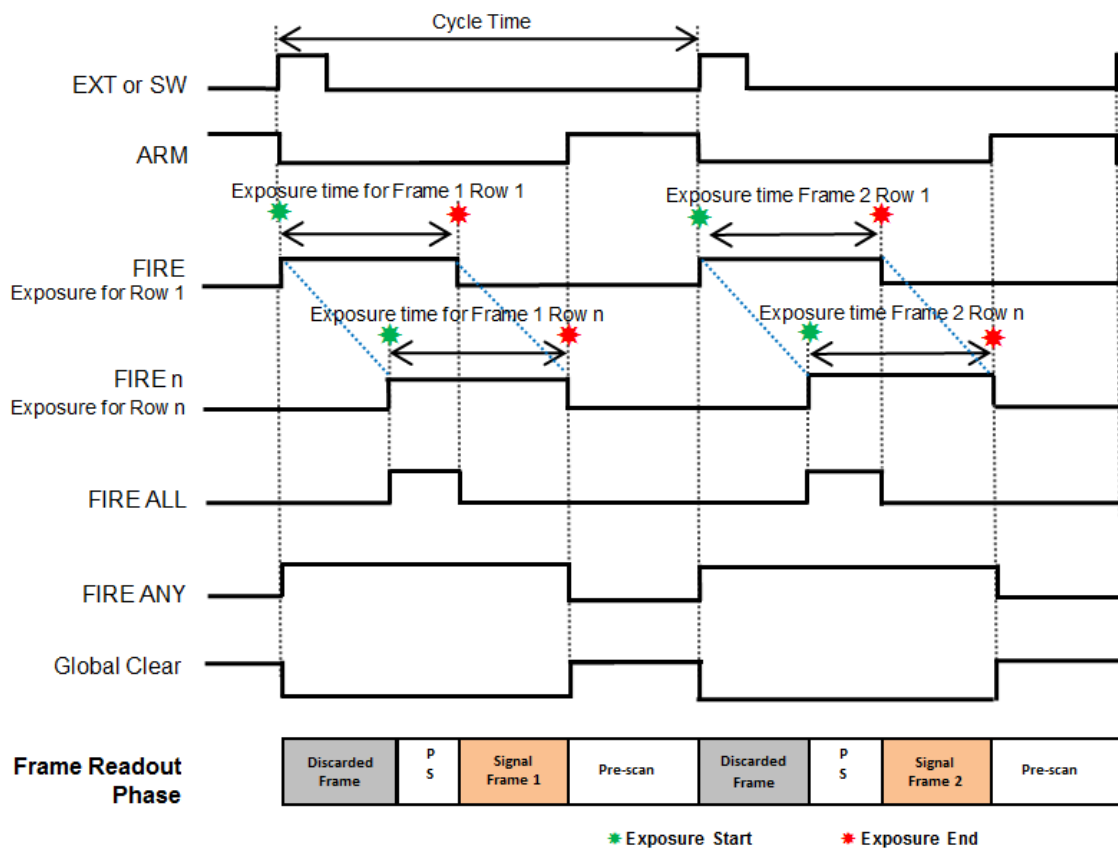 Cycle Time
EXT or SW
ARM
Exposure time for Frame 1 Row 1
Exposure time Frame 2 Row 1
FIRE
Exposure for Row 1
Exposure time for Frame 1 Row n
Exposure time Frame 2 Row n
FIRE n
Exposure for Row n
FIRE ALL
FIRE ANY
Global Clear
Frame Readout
Phase
Discarded
Frame
P
S
Signal
Frame 1
Pre-scan
Discarded
Frame
P
S
Signal
Frame 2
Pre-scan
Exposure Start
Exposure End